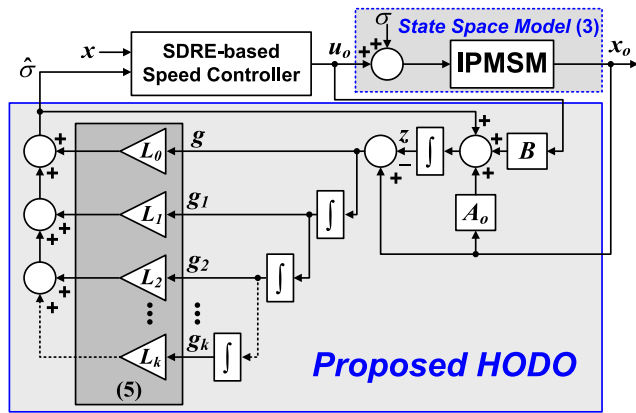 σ
State Space Model (3)
x
SDRE-based
Speed Controller
u_o
+
+
IPMSM
x_o
σ̂
+
+
L_0
g
z
−
+
∫
+
+
+
B
+
+
L_1
g_1
∫
A_o
+
+
L_2
g_2
∫
L_k
g_k
∫
(5)
Proposed HODO